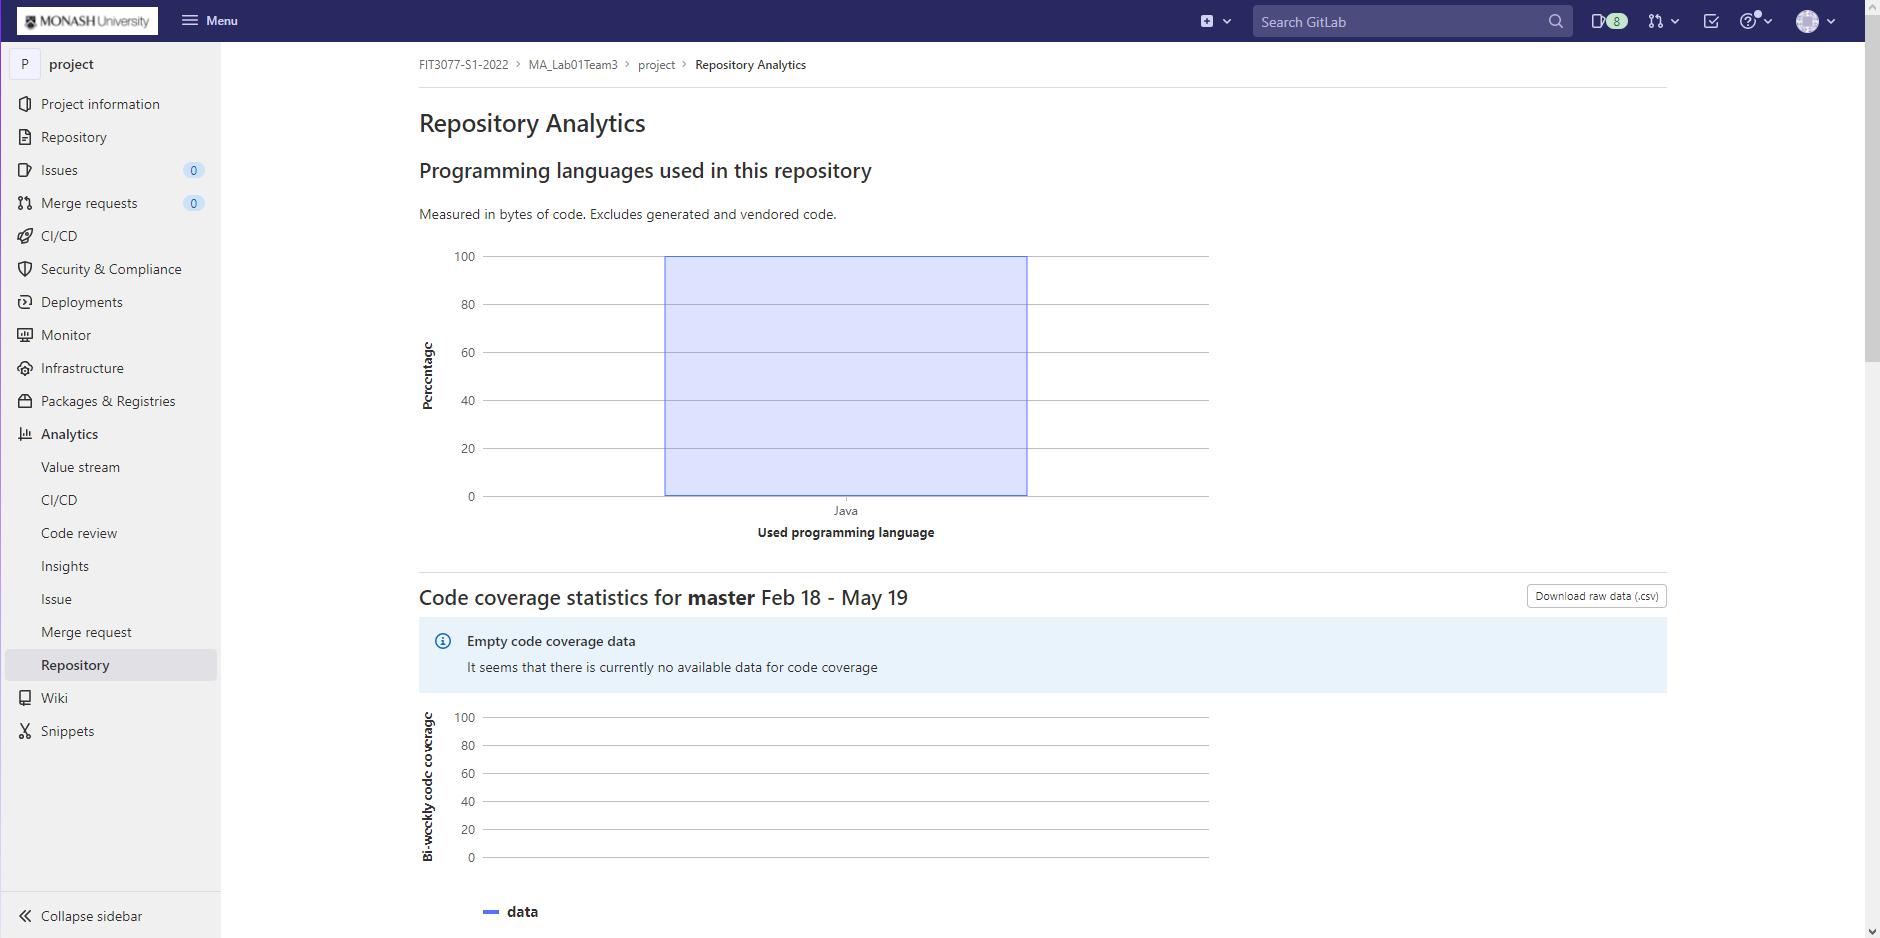 MONASH University
Menu
Search GitLab
8
P project
Project information
Repository
Issues 0
Merge requests 0
CI/CD
Security & Compliance
Deployments
Monitor
Infrastructure
Packages & Registries
Analytics
Value stream
CI/CD
Code review
Insights
Issue
Merge request
Repository
Wiki
Snippets
Collapse sidebar
FIT3077-S1-2022 > MA_Lab01Team3 > project > Repository Analytics
Repository Analytics
Programming languages used in this repository
Measured in bytes of code. Excludes generated and vendored code.
Percentage
100
80
60
40
20
0
Java
Used programming language
Code coverage statistics for master Feb 18 - May 19
Download raw data (.csv)
Empty code coverage data
It seems that there is currently no available data for code coverage
Bi-weekly code coverage
100
80
60
40
20
0
data